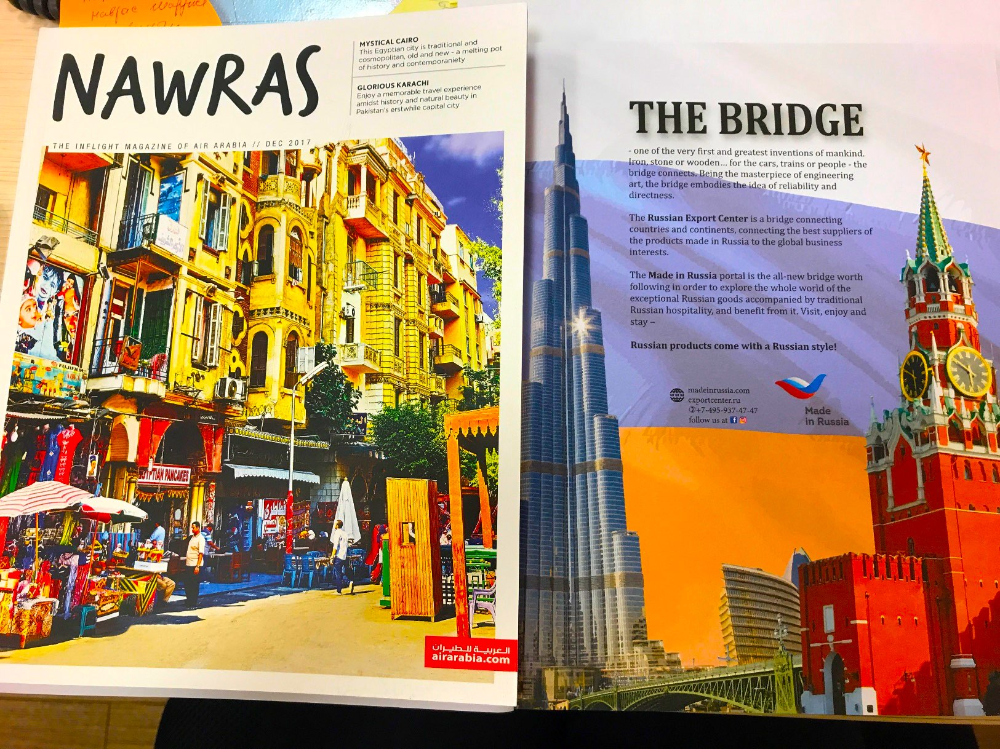 NAWRAS
MYSTICAL CAIRO
This Egyptian city is traditional and
cosmopolitan, old and new - a melting pot
of history and contemporaniety
GLORIOUS KARACHI
Enjoy a memorable travel experience
amidst history and natural beauty in
Pakistan's erstwhile capital city
THE INFLIGHT MAGAZINE OF AIR ARABIA // DEC 2017
FUJIFILM
EGYPTIAN PANCAKES
العربية للطيران
airarabia.com
THE BRIDGE
- one of the very first and greatest inventions of mankind.
Iron, stone or wooden... for the cars, trains or people - the
bridge connects. Being the masterpiece of engineering
art, the bridge embodies the idea of reliability and
directness.
The Russian Export Center is a bridge connecting
countries and continents, connecting the best suppliers of
the products made in Russia to the global business
interests.
The Made in Russia portal is the all-new bridge worth
following in order to explore the whole world of the
exceptional Russian goods accompanied by traditional
Russian hospitality, and benefit from it. Visit, enjoy and
stay –
Russian products come with a Russian style!
madeinrussia.com
exportcenter.ru
+7-495-937-47-47
follow us at
Made
in Russia